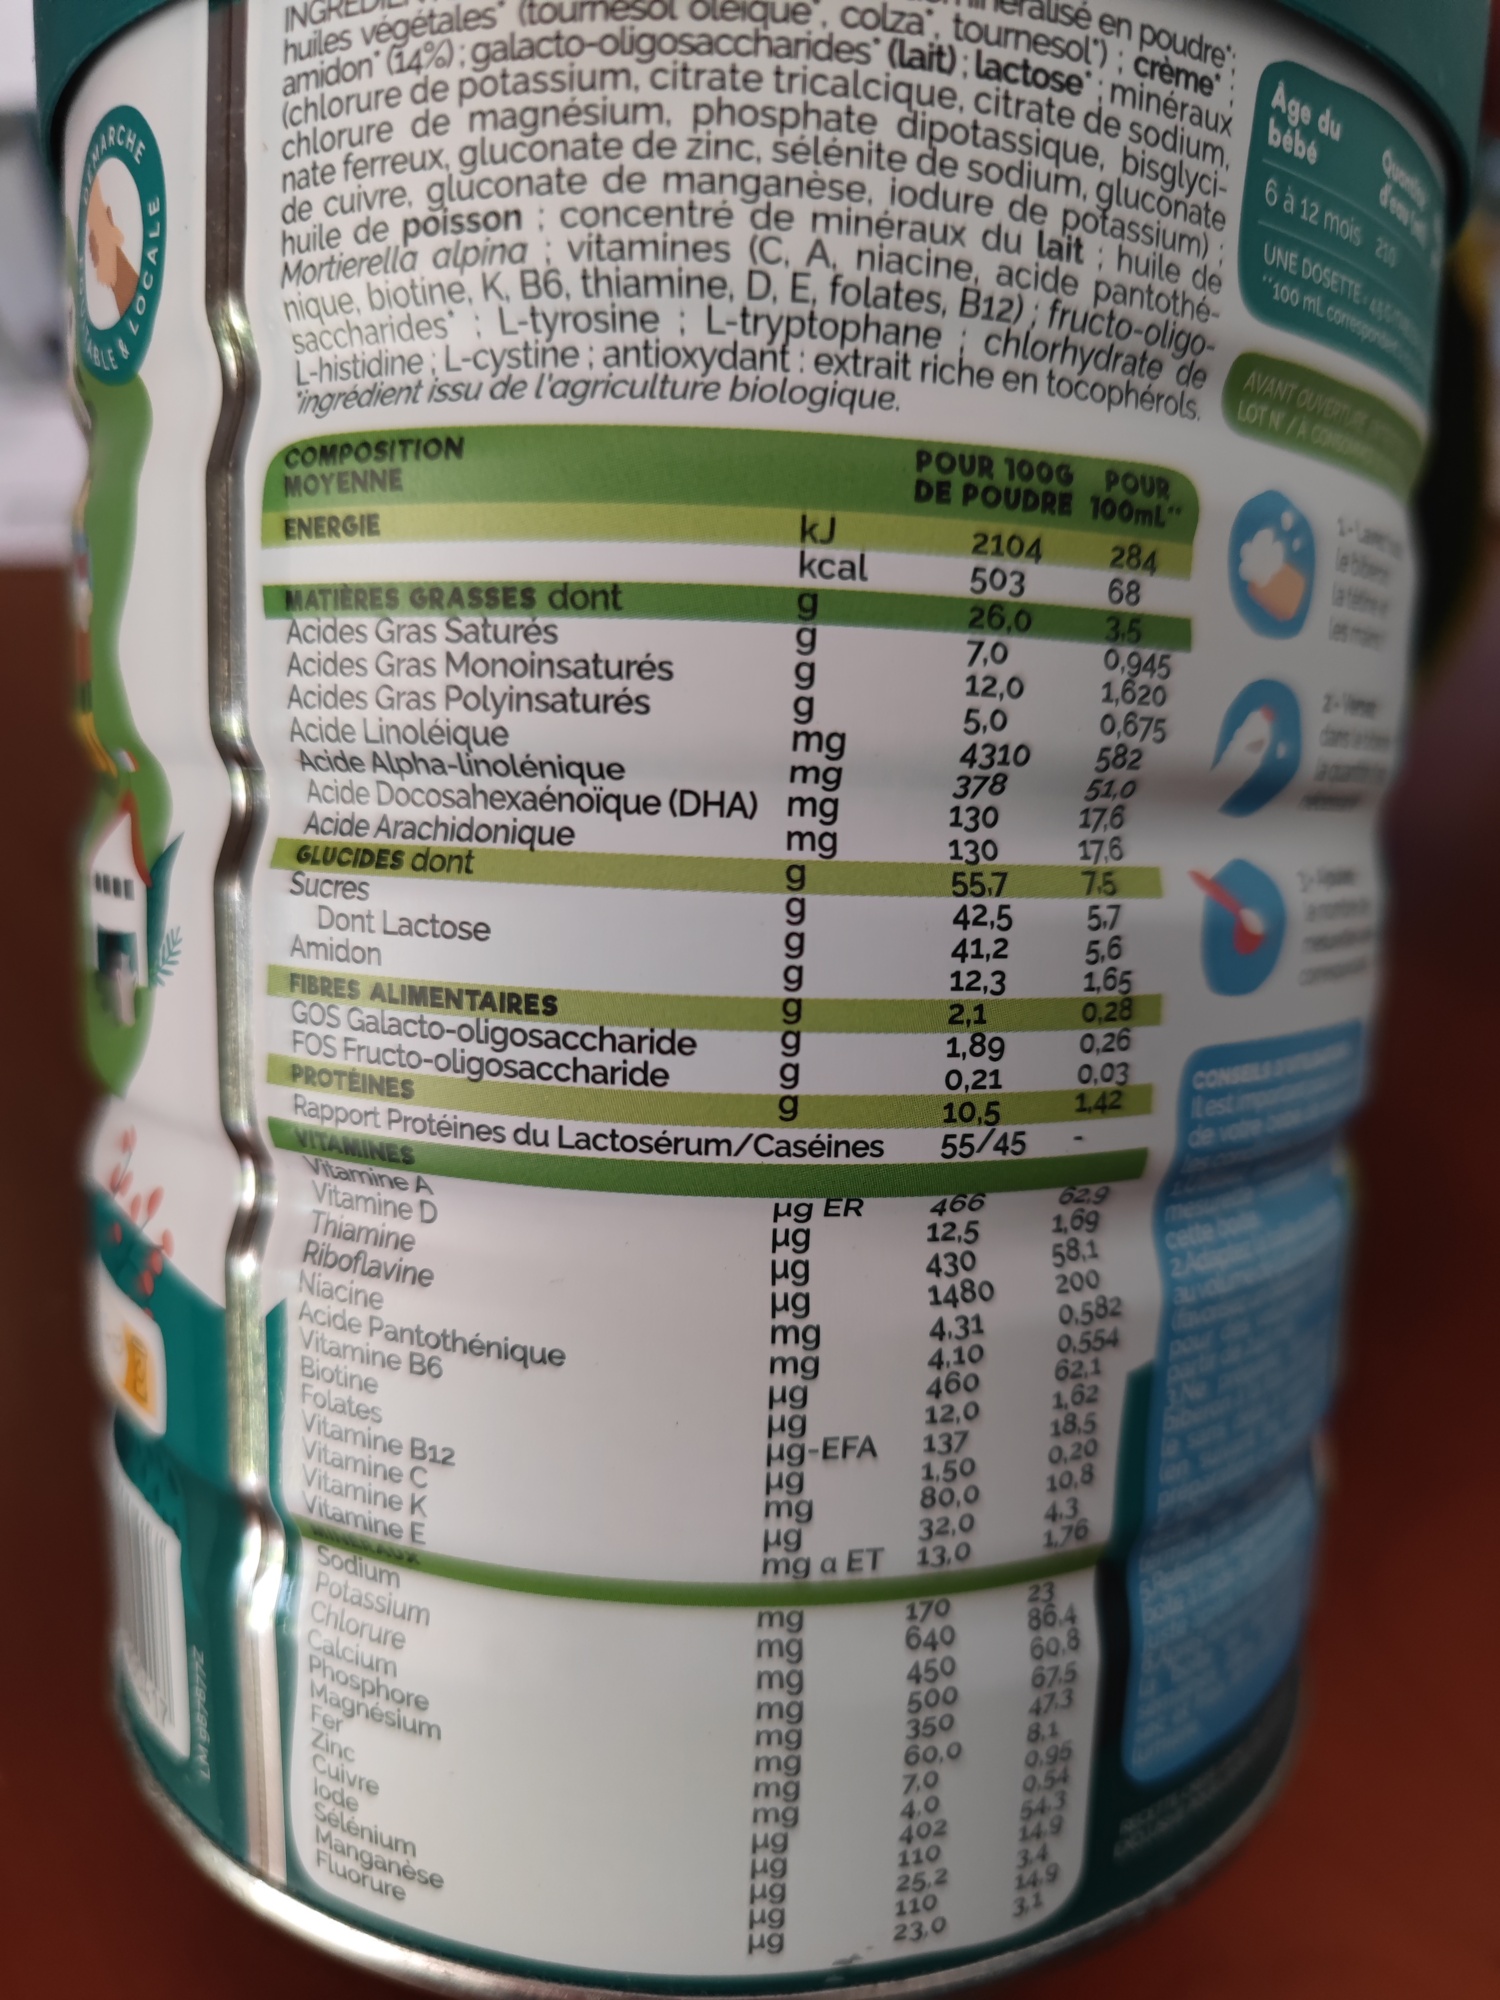 INGRÉDI
néralisé en poudre* ;
huiles végétales* (tournesol oléique*, colza*, tournesol*) ; crème* ;
amidon* (14%) ; galacto-oligosaccharides* (lait) ; lactose* ; minéraux
(chlorure de potassium, citrate tricalcique, citrate de sodium,
chlorure de magnésium, phosphate dipotassique, bisglyci-
nate ferreux, gluconate de zinc, sélénite de sodium, gluconate
de cuivre, gluconate de manganèse, iodure de potassium) ;
huile de poisson ; concentré de minéraux du lait ; huile de
Mortierella alpina ; vitamines (C, A, niacine, acide pantothé-
nique, biotine, K, B6, thiamine, D, E, folates, B12) ; fructo-oligo-
saccharides* ; L-tyrosine ; L-tryptophane ; chlorhydrate de
L-histidine ; L-cystine ; antioxydant : extrait riche en tocophérols.
*ingrédient issu de l'agriculture biologique.
COMPOSITION MOYENNE POUR 100G DE POUDRE POUR 100mL**
ENERGIE kJ 2104 284
kcal 503 68
MATIÈRES GRASSES dont g 26,0 3,5
Acides Gras Saturés g 7,0 0,945
Acides Gras Monoinsaturés g 12,0 1,620
Acides Gras Polyinsaturés g 5,0 0,675
Acide Linoléique mg 4310 582
Acide Alpha-linolénique mg 378 51,0
Acide Docosahexaénoïque (DHA) mg 130 17,6
Acide Arachidonique mg 130 17,6
GLUCIDES dont g 55,7 7,5
Sucres g 42,5 5,7
Dont Lactose g 41,2 5,6
Amidon g 12,3 1,65
FIBRES ALIMENTAIRES g 2,1 0,28
GOS Galacto-oligosaccharide g 1,89 0,26
FOS Fructo-oligosaccharide g 0,21 0,03
PROTÉINES g 10,5 1,42
Rapport Protéines du Lactosérum/Caséines 55/45 -
VITAMINES
Vitamine A µg ER 466 62,9
Vitamine D µg 12,5 1,69
Thiamine µg 430 58,1
Riboflavine µg 1480 200
Niacine mg 4,31 0,582
Acide Pantothénique mg 4,10 0,554
Vitamine B6 µg 460 62,1
Biotine µg 12,0 1,62
Folates µg-EFA 137 18,5
Vitamine B12 µg 1,50 0,20
Vitamine C mg 80,0 10,8
Vitamine K µg 32,0 4,3
Vitamine E mg α ET 13,0 1,76
MINÉRAUX
Sodium mg 170 23
Potassium mg 640 86,4
Chlorure mg 450 60,8
Calcium mg 500 67,5
Phosphore mg 350 47,3
Magnésium mg 60,0 8,1
Fer mg 7,0 0,95
Zinc mg 4,0 0,54
Cuivre µg 402 54,3
Iode µg 110 14,9
Sélénium µg 25,2 3,4
Manganèse µg 110 14,9
Fluorure µg 23,0 3,1
Âge du bébé
6 à 12 mois 210
UNE DOSETTE
**100 mL
AVANT OUVERTURE
LOT N° / À
CONSEILS D'UTILISATION
DÉMARCHE
& LOCALE